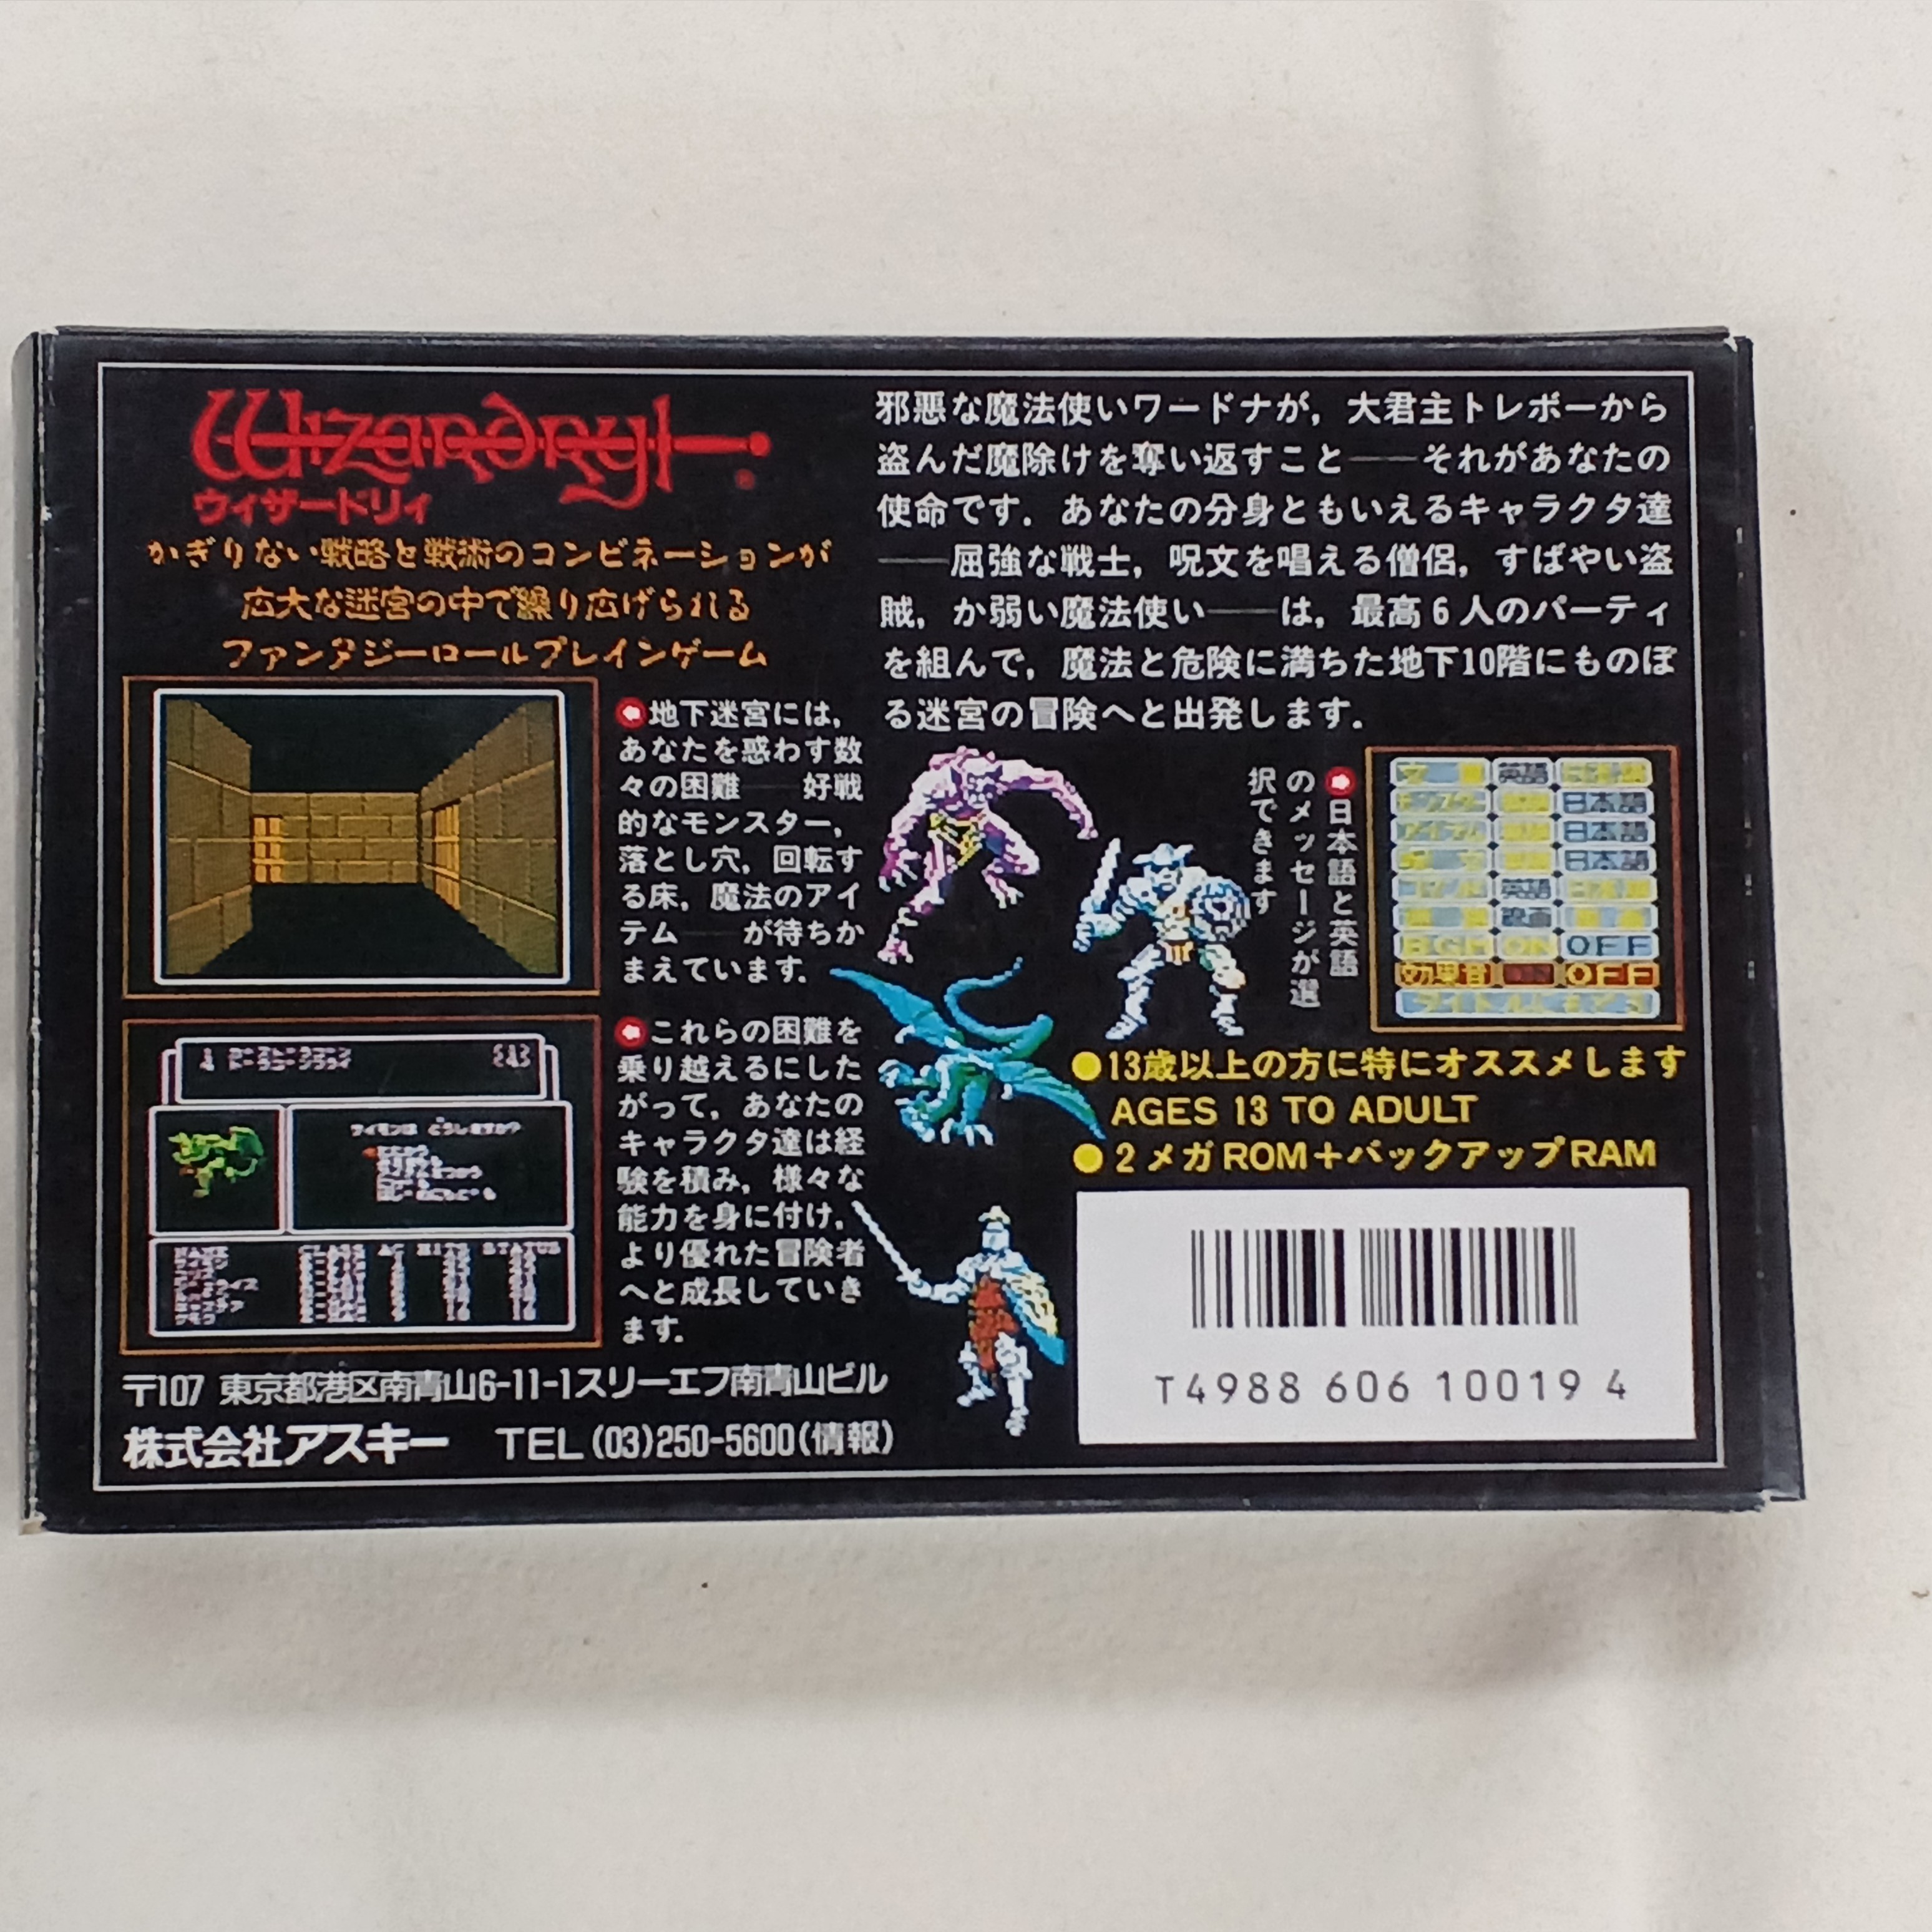 Wizardry
ウィザードリィ
かぎりない戦略と戦術のコンビネーションが
広大な迷宮の中で繰り広げられる
ファンタジーロールプレインゲーム
邪悪な魔法使いワードナが，大君主トレボーから
盗んだ魔除けを奪い返すこと──それがあなたの
使命です．あなたの分身ともいえるキャラクタ達
──屈強な戦士，呪文を唱える僧侶，すばやい盗
賊，か弱い魔法使い──は，最高6人のパーティ
を組んで，魔法と危険に満ちた地下10階にものぼ
る迷宮の冒険へと出発します．
地下迷宮には，
あなたを惑わす数
々の困難──好戦
的なモンスター，
落とし穴，回転す
る床，魔法のアイ
テム──が待ちか
まえています．
これらの困難を
乗り越えるにした
がって，あなたの
キャラクタ達は経
験を積み，様々な
能力を身に付け，
より優れた冒険者
へと成長していき
ます．
日本語と英語
のメッセージが選
択できます
英語
日本語
日本語
日本語
英語
BGM ON OFF
効果音 OFF
NAME CLASS AC HITS STATUS
●13歳以上の方に特にオススメします
AGES 13 TO ADULT
●2メガROM＋バックアップRAM
T4988 606 10019 4
〒107 東京都港区南青山6-11-1スリーエフ南青山ビル
株式会社アスキー TEL(03)250-5600(情報)